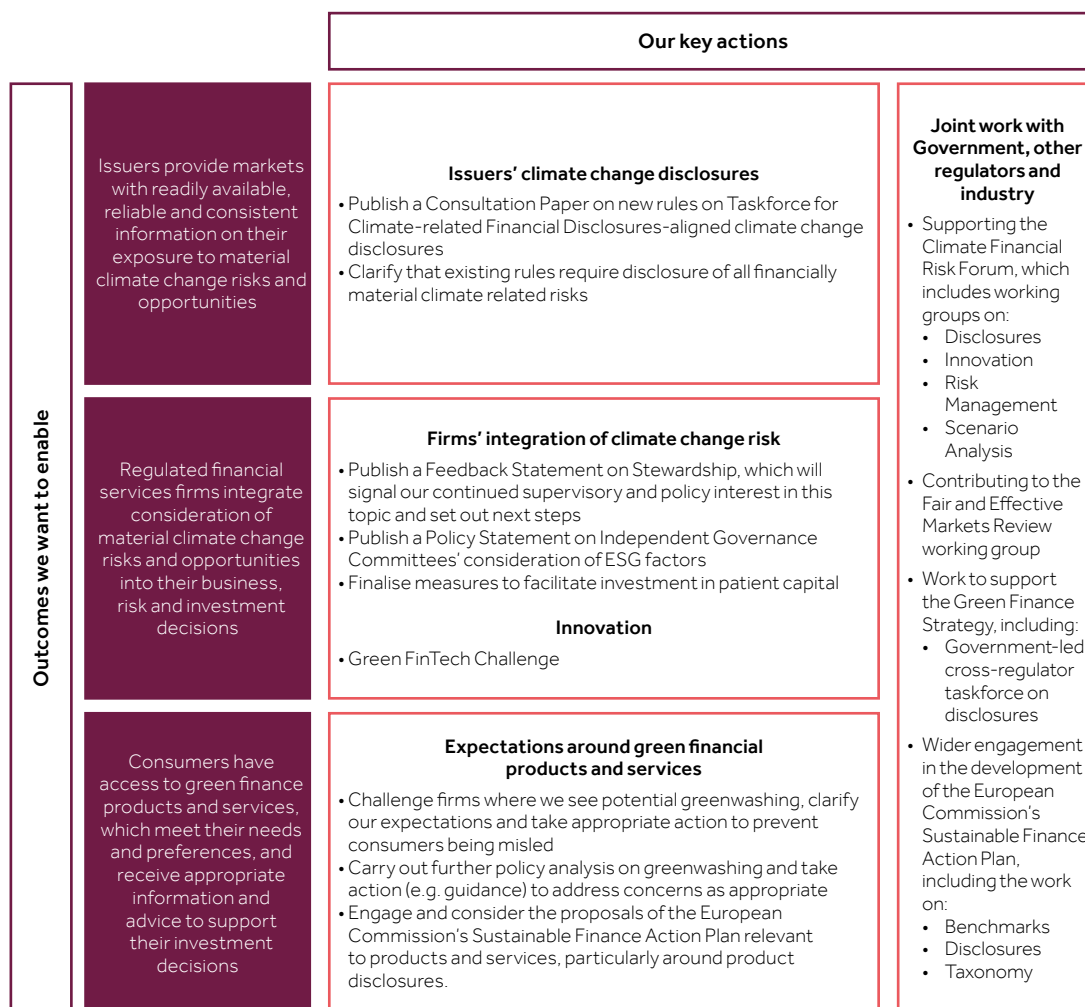 Our key actions
Outcomes we want to enable
Issuers provide markets
with readily available,
reliable and consistent
information on their
exposure to material
climate change risks and
opportunities
Issuers' climate change disclosures
• Publish a Consultation Paper on new rules on Taskforce for
Climate-related Financial Disclosures-aligned climate change
disclosures
• Clarify that existing rules require disclosure of all financially
material climate related risks
Regulated financial
services firms integrate
consideration of
material climate change
risks and opportunities
into their business,
risk and investment
decisions
Firms' integration of climate change risk
• Publish a Feedback Statement on Stewardship, which will
signal our continued supervisory and policy interest in this
topic and set out next steps
• Publish a Policy Statement on Independent Governance
Committees' consideration of ESG factors
• Finalise measures to facilitate investment in patient capital
Innovation
• Green FinTech Challenge
Consumers have
access to green finance
products and services,
which meet their needs
and preferences, and
receive appropriate
information and
advice to support
their investment
decisions
Expectations around green financial
products and services
• Challenge firms where we see potential greenwashing, clarify
our expectations and take appropriate action to prevent
consumers being misled
• Carry out further policy analysis on greenwashing and take
action (e.g. guidance) to address concerns as appropriate
• Engage and consider the proposals of the European
Commission's Sustainable Finance Action Plan relevant
to products and services, particularly around product
disclosures.
Joint work with
Government, other
regulators and
industry
• Supporting the
Climate Financial
Risk Forum, which
includes working
groups on:
• Disclosures
• Innovation
• Risk
Management
• Scenario
Analysis
• Contributing to the
Fair and Effective
Markets Review
working group
• Work to support
the Green Finance
Strategy, including:
• Government-led
cross-regulator
taskforce on
disclosures
• Wider engagement
in the development
of the European
Commission's
Sustainable Finance
Action Plan,
including the work
on:
• Benchmarks
• Disclosures
• Taxonomy